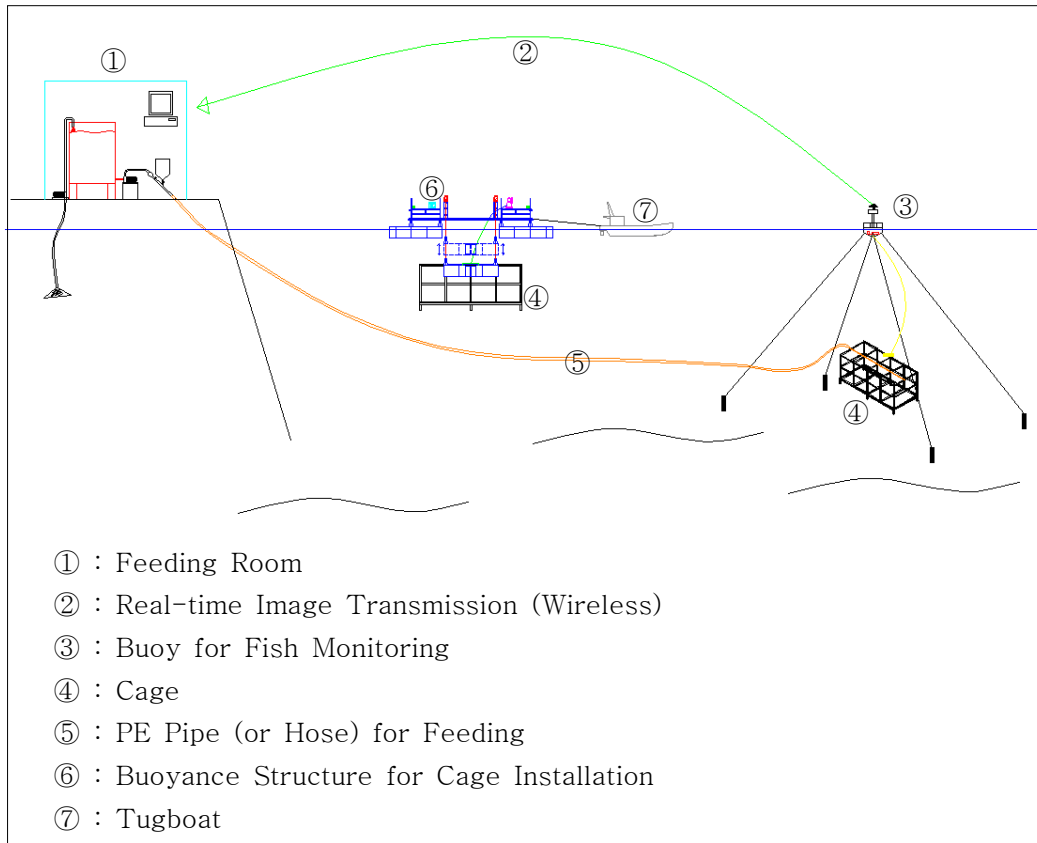 ①
②
⑥
⑦
③
④
⑤
④
① : Feeding Room
② : Real-time Image Transmission (Wireless)
③ : Buoy for Fish Monitoring
④ : Cage
⑤ : PE Pipe (or Hose) for Feeding
⑥ : Buoyance Structure for Cage Installation
⑦ : Tugboat